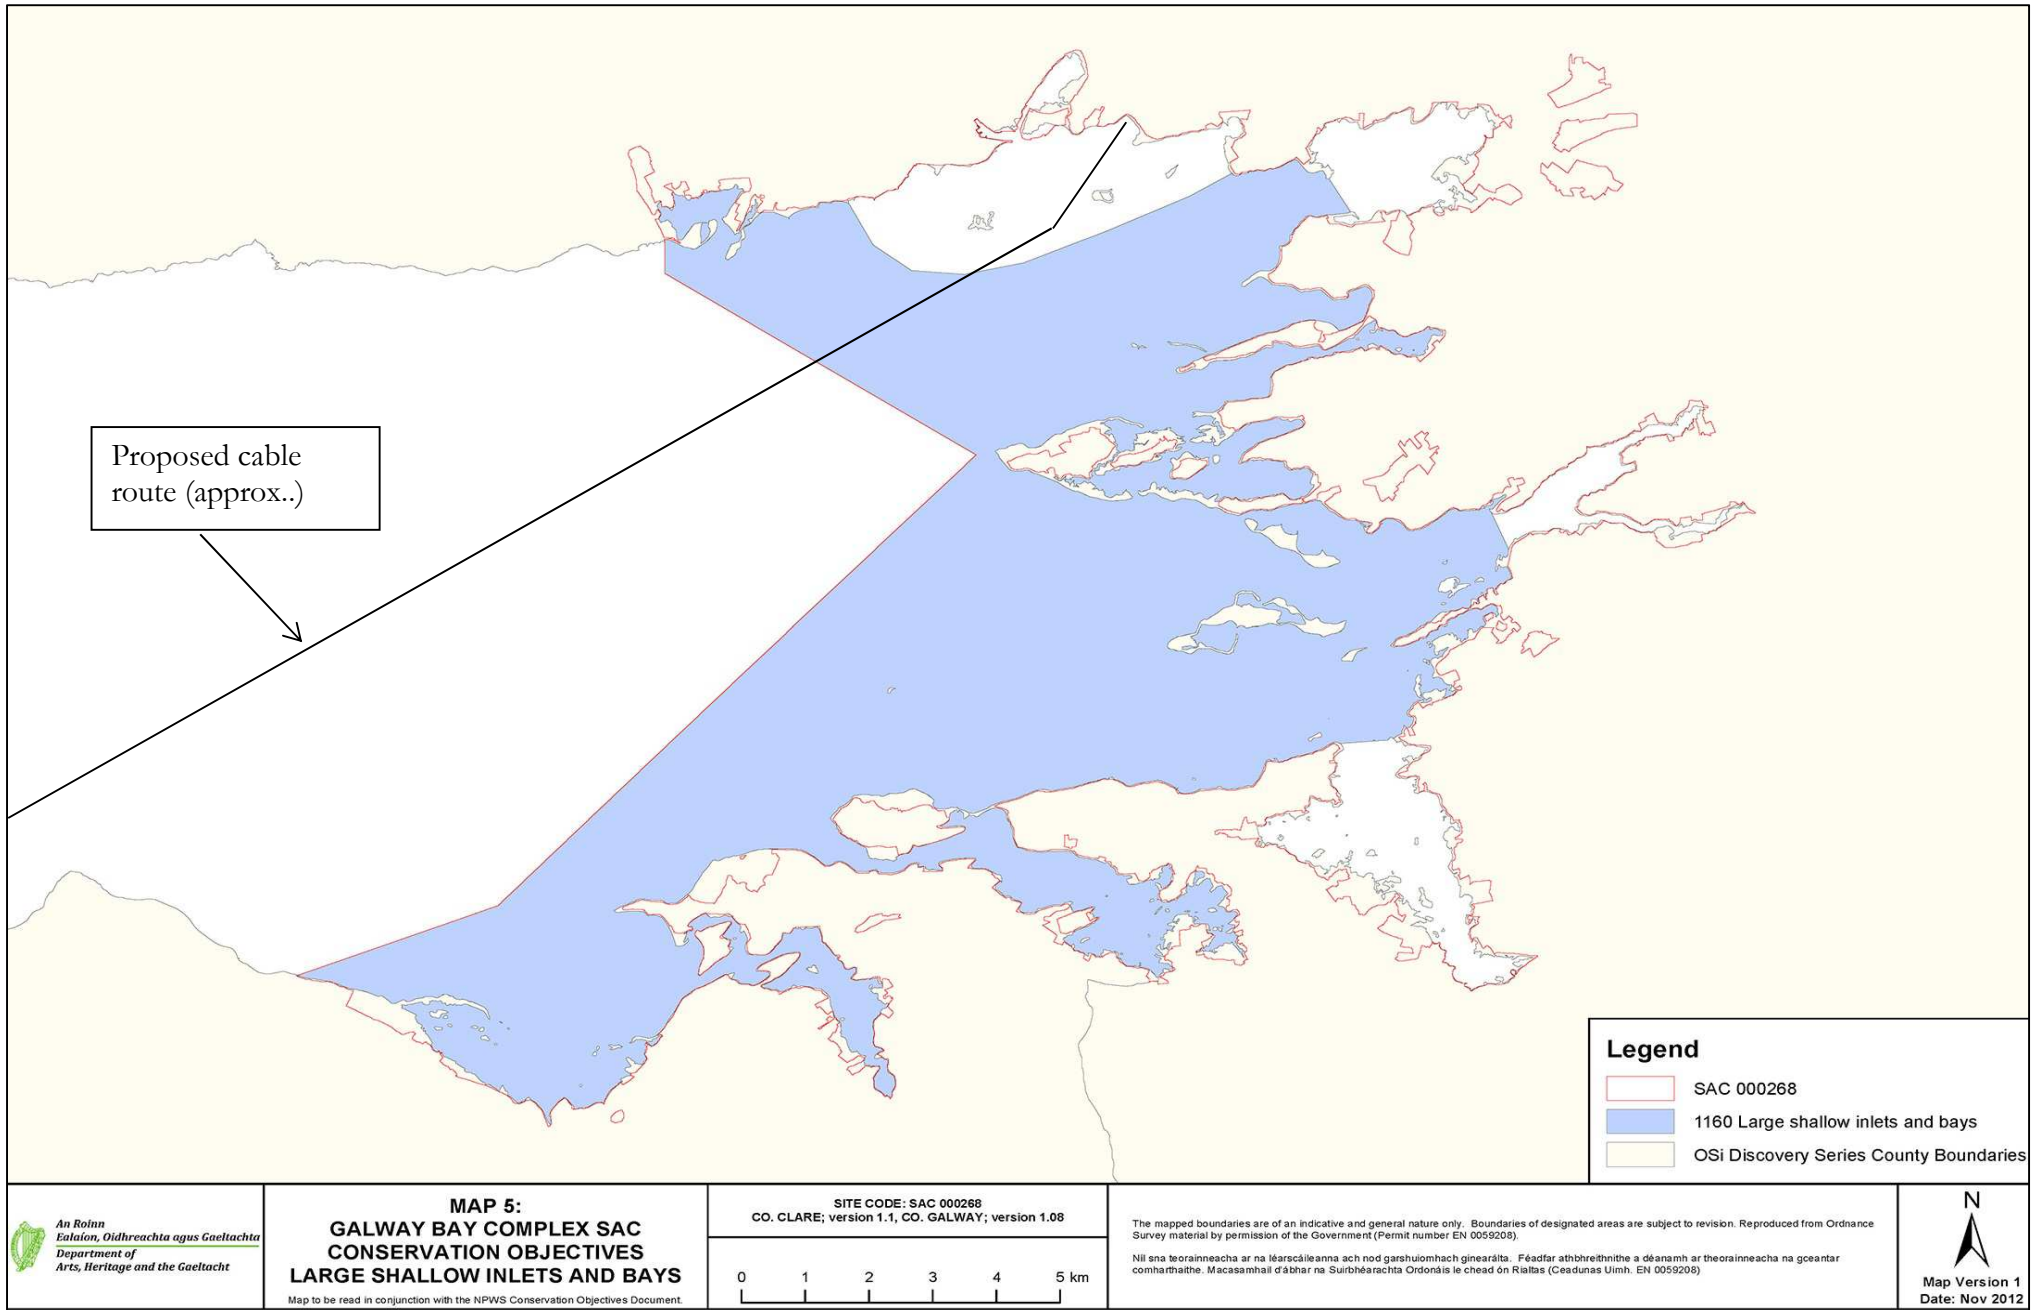 Proposed cable
route (approx..)
Legend
SAC 000268
1160 Large shallow inlets and bays
OSi Discovery Series County Boundaries
An Roinn
Ealaíon, Oidhreachta agus Gaeltachta
Department of
Arts, Heritage and the Gaeltacht
MAP 5:
GALWAY BAY COMPLEX SAC
CONSERVATION OBJECTIVES
LARGE SHALLOW INLETS AND BAYS
Map to be read in conjunction with the NPWS Conservation Objectives Document.
SITE CODE: SAC 000268
CO. CLARE; version 1.1, CO. GALWAY; version 1.08
0 1 2 3 4 5 km
The mapped boundaries are of an indicative and general nature only. Boundaries of designated areas are subject to revision. Reproduced from Ordnance
Survey material by permission of the Government (Permit number EN 0059208).
Níl sna teorainneacha ar na léarscáileanna ach nod garshuíomhach ginearálta. Féadfar athbhreithnithe a déanamh ar theorainneacha na gceantar
comharthaithe. Macasamhail d'ábhar na Suirbhéarachta Ordonáis le chead ón Rialtas (Ceadunas Uimh. EN 0059208)
N
Map Version 1
Date: Nov 2012